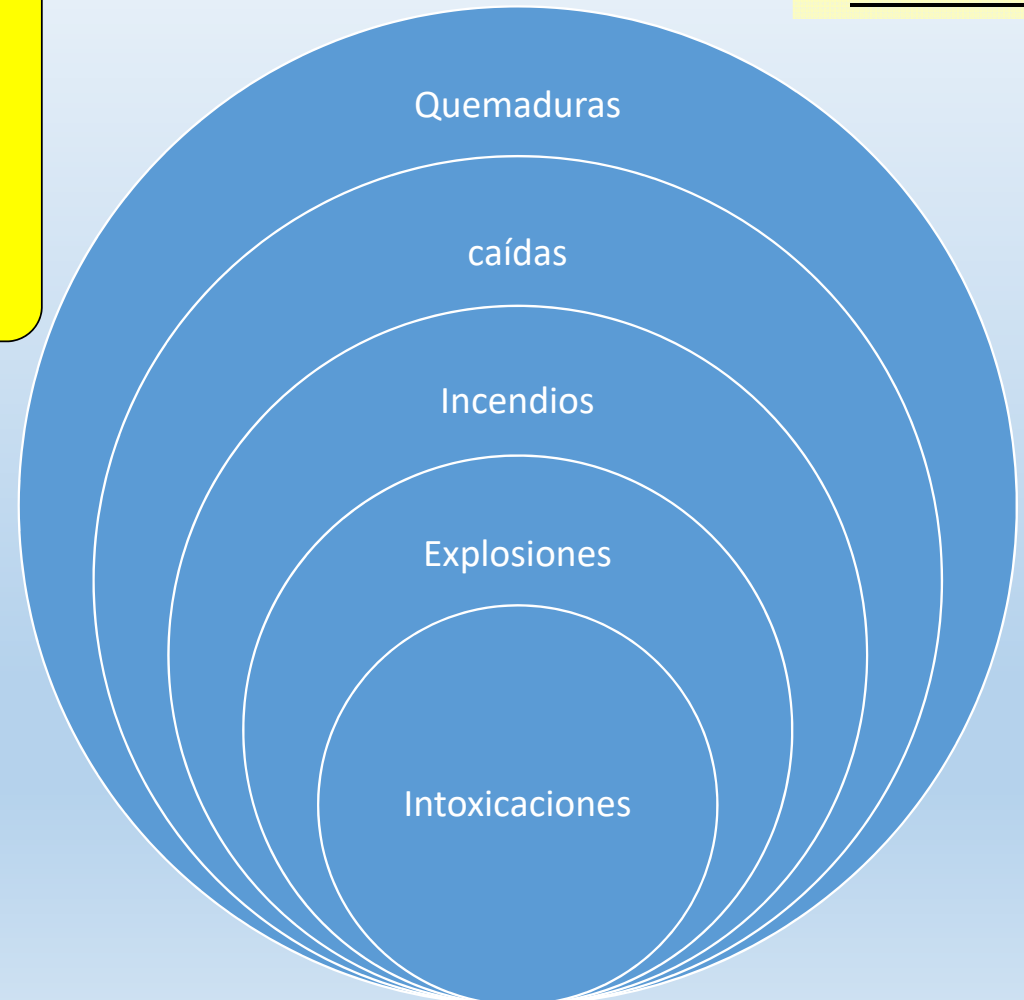 Quemaduras
caídas
Incendios
Explosiones
Intoxicaciones